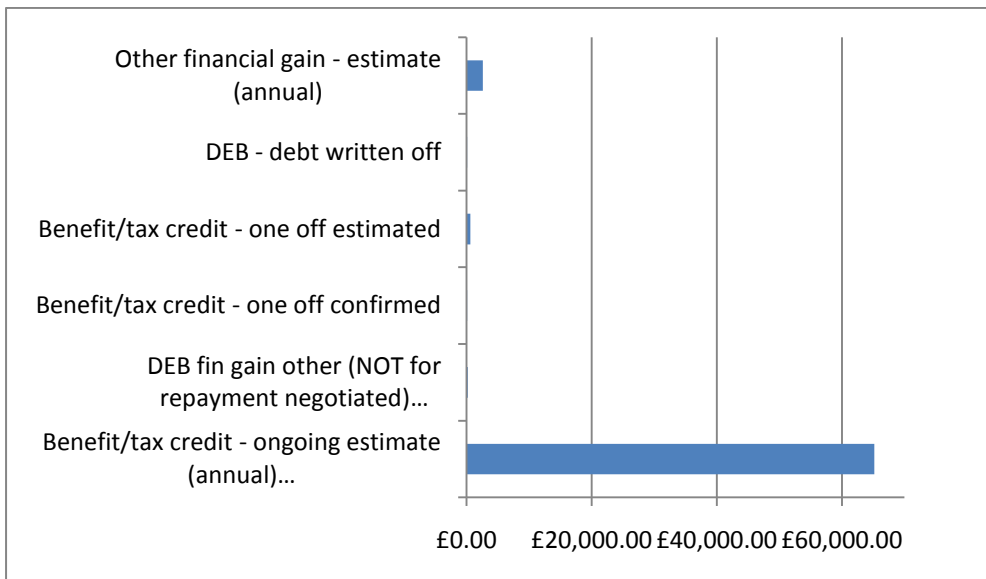 Other financial gain - estimate
(annual)
DEB - debt written off
Benefit/tax credit - one off estimated
Benefit/tax credit - one off confirmed
DEB fin gain other (NOT for
repayment negotiated)…
Benefit/tax credit - ongoing estimate
(annual)…
£0.00 £20,000.00 £40,000.00 £60,000.00